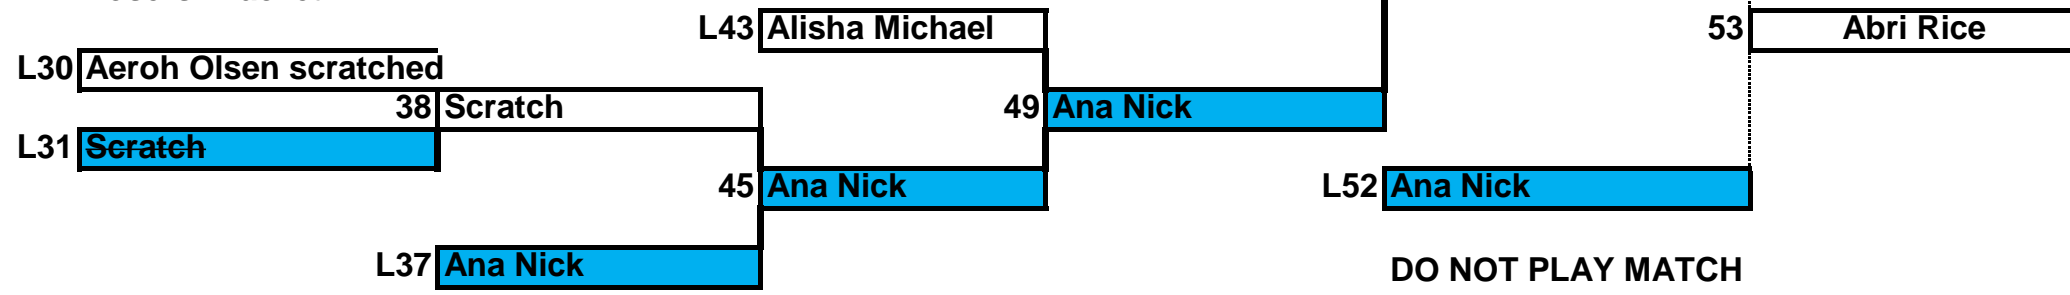 L43 Alisha Michael 53 Abri Rice
L30 Aeroh Olsen scratched
38 Scratch 49 Ana Nick
L31 Scratch
45 Ana Nick L52 Ana Nick
L37 Ana Nick DO NOT PLAY MATCH